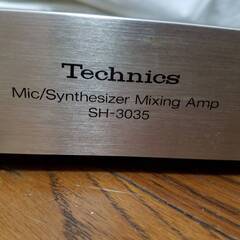 Technics
Mic/Synthesizer Mixing Amp
SH-3035